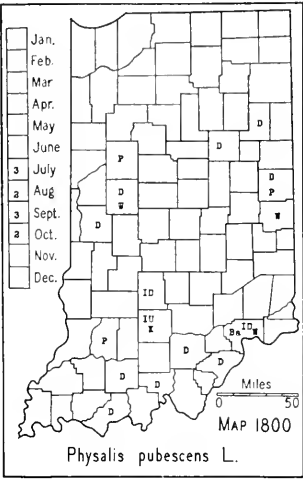 Jan.
Feb.
Mar
Apr.
May
June
3 July
2 Aug
3 Sept.
2 Oct.
Nov.
Dec.
D
D
P
D
P
D
W
W
D
ID
IU
K
Ba ID W
P
D
D
D
D
D
Miles
0 50
MAP 1800
Physalis pubescens L.